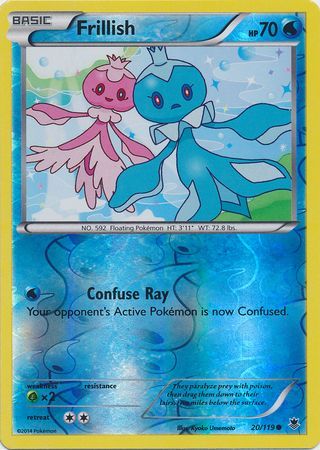 BASIC
Frillish
HP 70
NO. 592 Floating Pokémon HT: 3'11" WT: 72.8 lbs.
Confuse Ray
Your opponent's Active Pokémon is now Confused.
weakness
resistance
×2
retreat
They paralyze prey with poison,
then drag them down to their
lairs, five miles below the surface.
©2014 Pokémon
Illus. Kyoko Umemoto
20/119